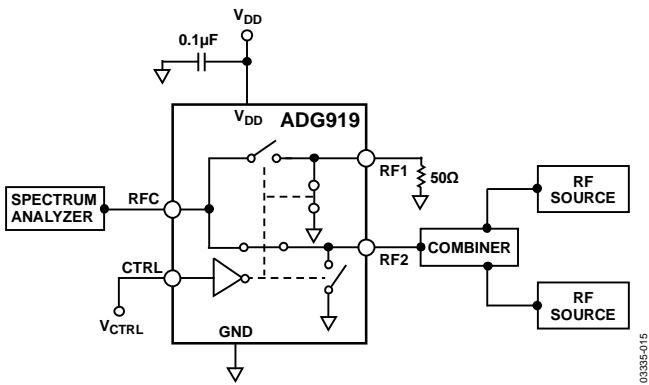 VDD
0.1µF
VDD
ADG919
RF1
50Ω
SPECTRUM
ANALYZER
RFC
RF
SOURCE
COMBINER
RF2
CTRL
VCTRL
RF
SOURCE
GND
03335-015